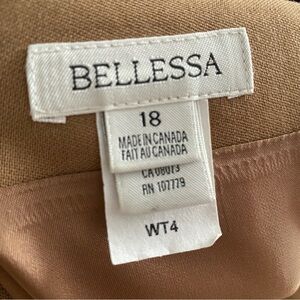 BELLESSA
18
MADE IN CANADA
FAIT AU CANADA
CA 08073
RN 107779
WT4